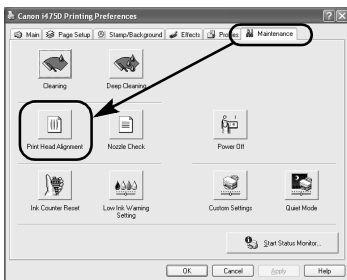 Canon i475D Printing Preferences
Main Page Setup Stamp/Background Effects Profiles Maintenance
Cleaning Deep Cleaning
Print Head Alignment Nozzle Check Power Off
Ink Counter Reset Low Ink Warning Setting Custom Settings Quiet Mode
Start Status Monitor...
OK Cancel Apply Help